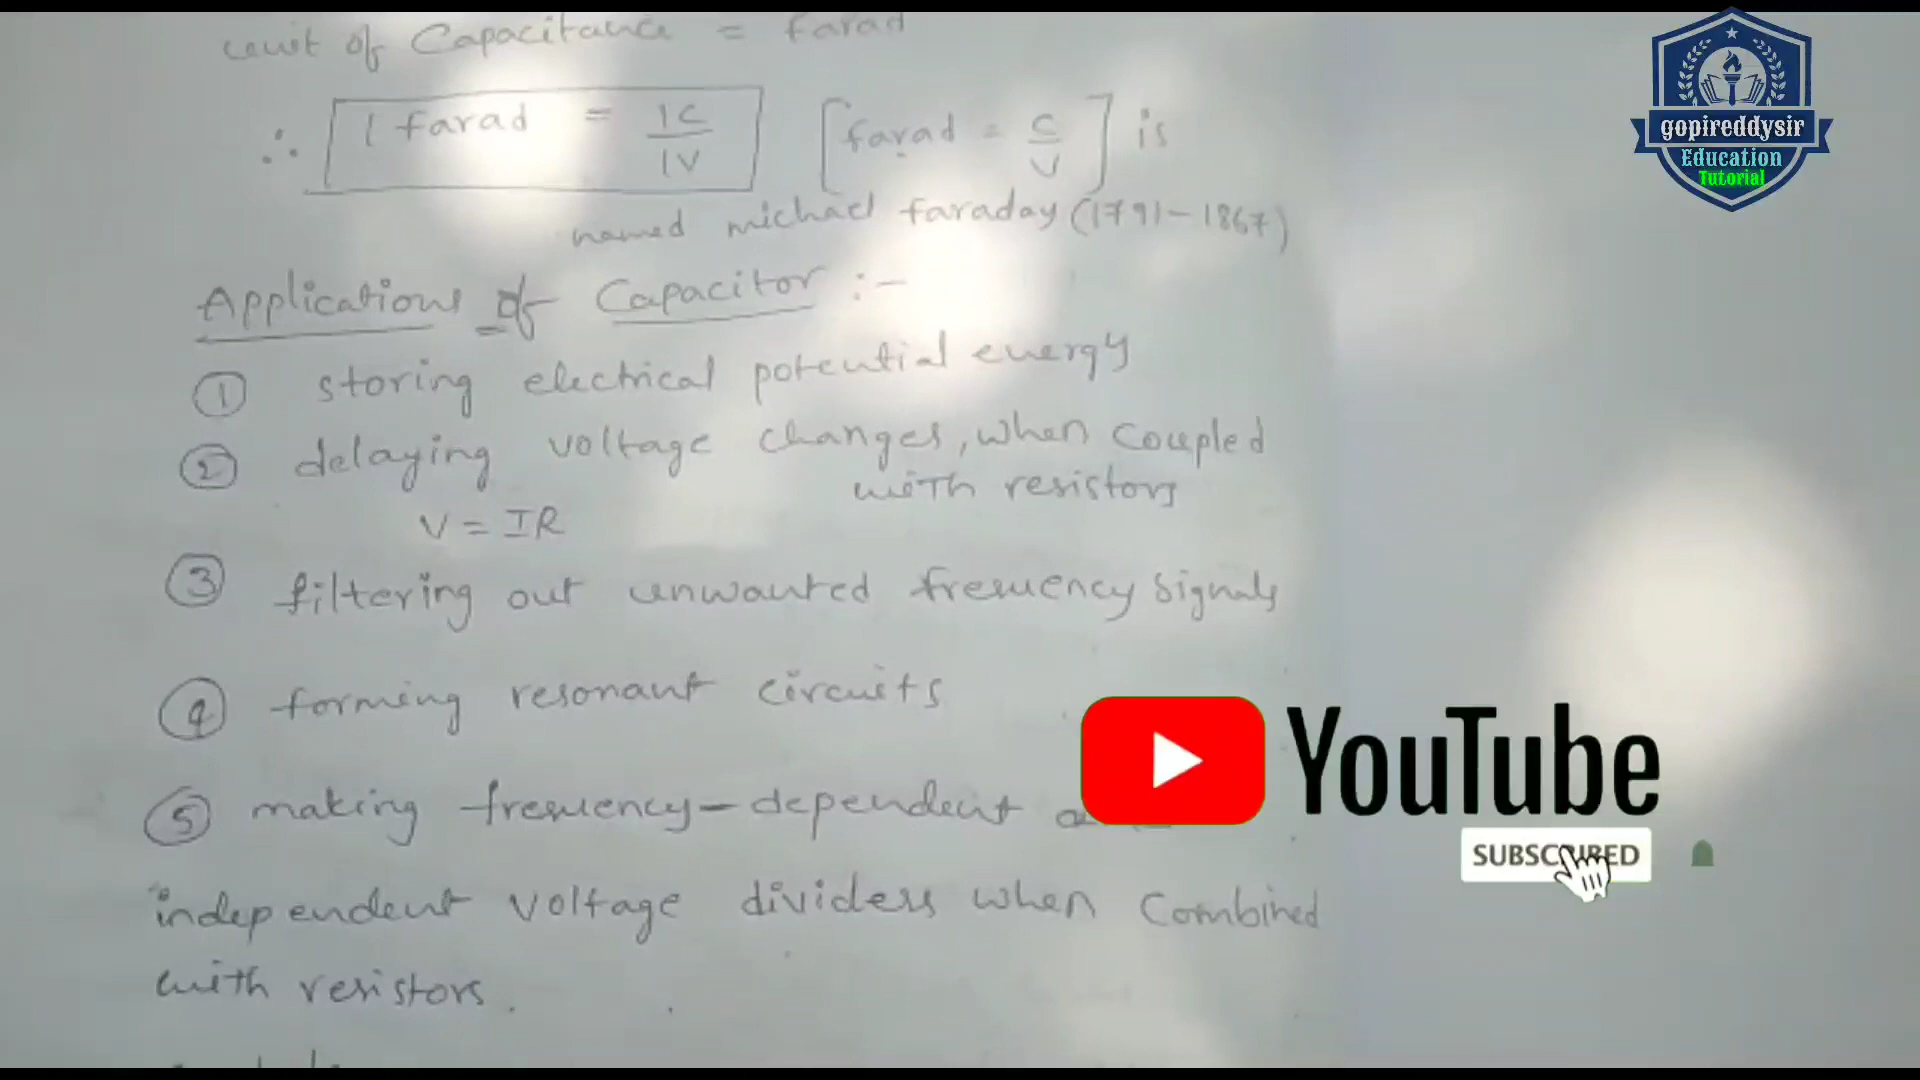 unit of Capacitance = farad
∴ 1 farad = 1C/1V [farad = C/V] is
named michael faraday (1791-1867)
Applications of Capacitor :-
① storing electrical potential energy
② delaying voltage changes, when coupled
with resistors
V = IR
③ filtering out unwanted frequency signals
④ forming resonant circuits
⑤ making frequency-dependent
independent voltage dividers when Combined
with resistors.
gopireddysir
Education
Tutorial
YouTube
SUBSCRIBED